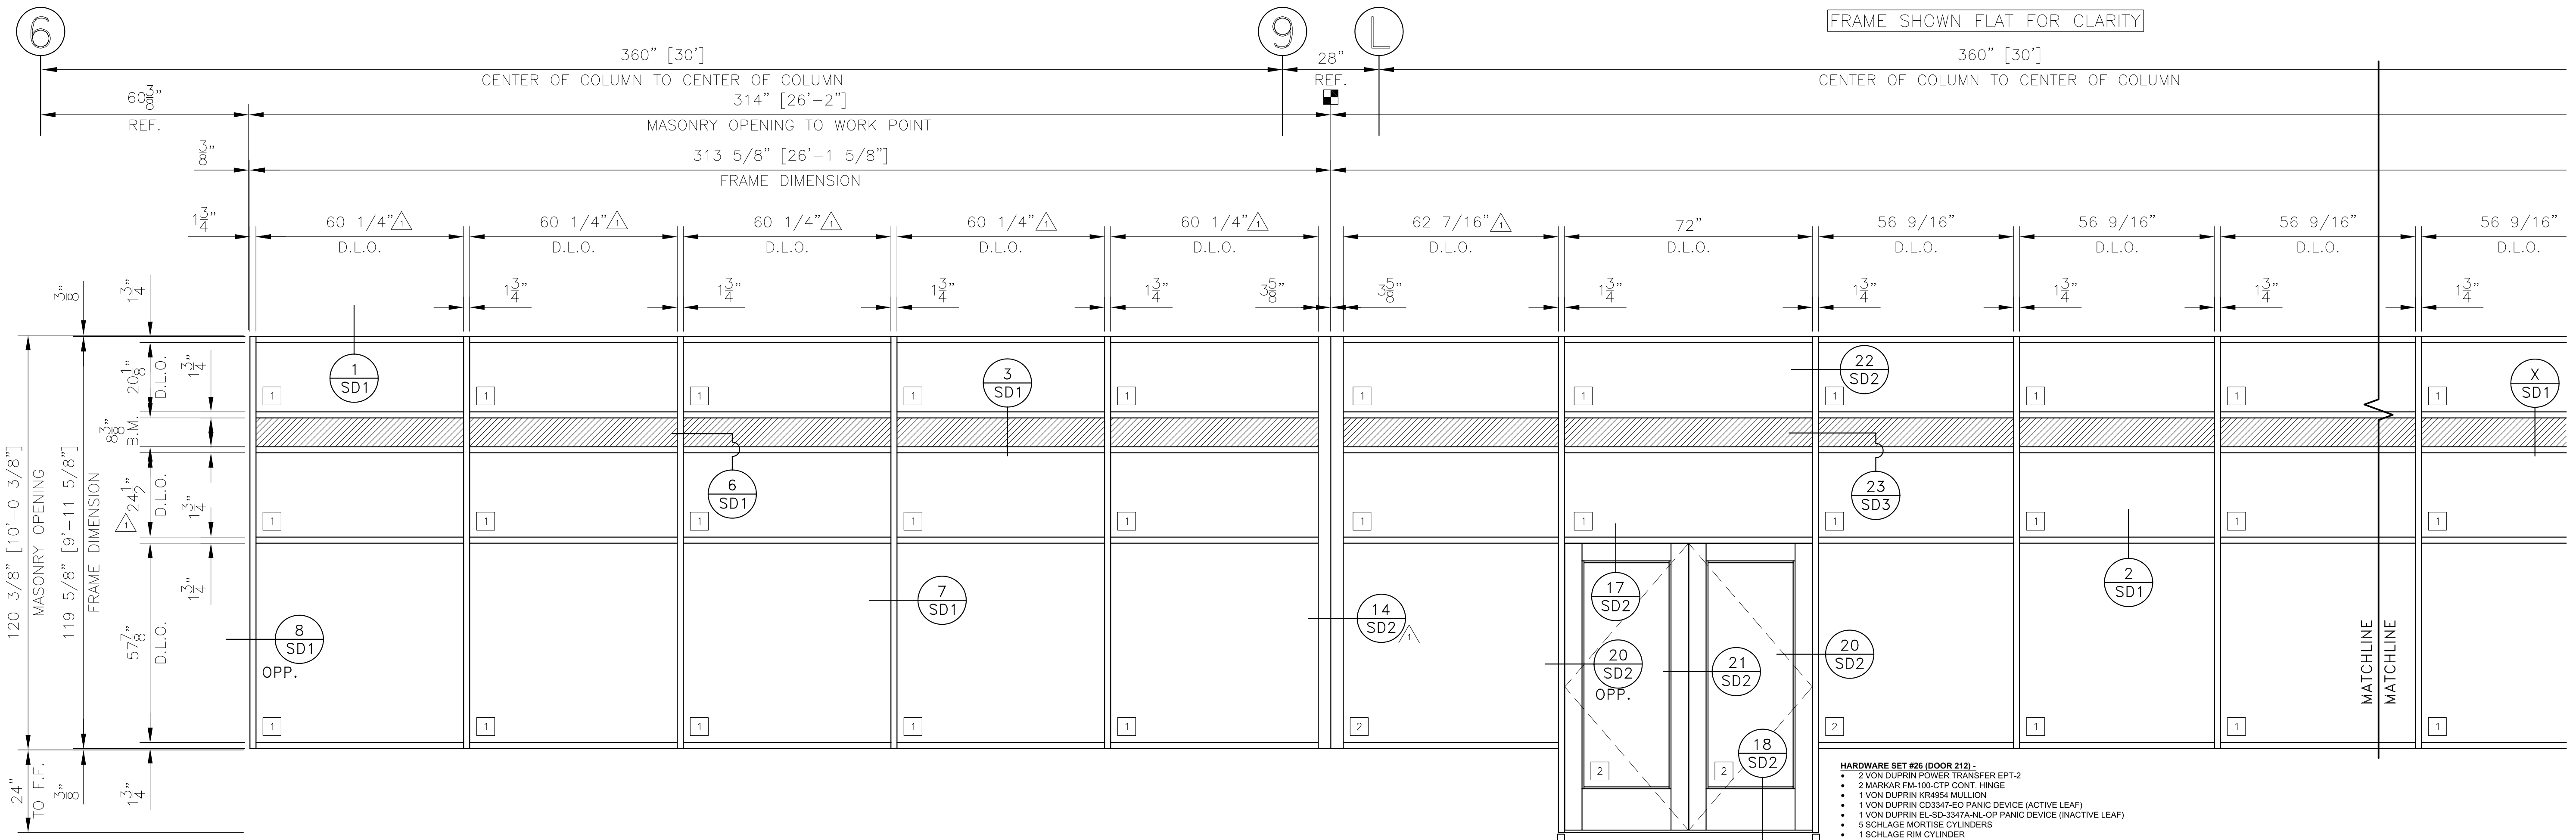 6
9
L
FRAME SHOWN FLAT FOR CLARITY
360" [30']
28"
360" [30']
CENTER OF COLUMN TO CENTER OF COLUMN
REF.
CENTER OF COLUMN TO CENTER OF COLUMN
60 3/8"
314" [26'-2"]
REF.
MASONRY OPENING TO WORK POINT
3/8"
313 5/8" [26'-1 5/8"]
FRAME DIMENSION
1 3/4"
60 1/4" 1
60 1/4" 1
60 1/4" 1
60 1/4" 1
60 1/4" 1
62 7/16" 1
72"
56 9/16"
56 9/16"
56 9/16"
56 9/16"
D.L.O.
D.L.O.
D.L.O.
D.L.O.
D.L.O.
D.L.O.
D.L.O.
D.L.O.
D.L.O.
D.L.O.
D.L.O.
3/8"
1 3/4"
1 3/4"
1 3/4"
1 3/4"
1 3/4"
3 5/8"
3 5/8"
1 3/4"
1 3/4"
1 3/4"
1 3/4"
1 3/4"
120 3/8" [10'-0 3/8"]
MASONRY OPENING
119 5/8" [9'-11 5/8"]
FRAME DIMENSION
20 1/8"
D.L.O.
1 3/4"
8 3/8"
B.M.
1 24 1/2"
D.L.O.
1 3/4"
1 3/4"
57 7/8"
D.L.O.
24"
TO F.F.
3/8"
1 3/4"
1
SD1
3
SD1
22
SD2
X
SD1
1
1
1
1
1
1
1
1
1
1
1
6
SD1
23
SD3
1
1
1
1
1
1
1
1
1
1
1
8
SD1
OPP.
7
SD1
14
SD2
1
17
SD2
20
SD2
OPP.
21
SD2
20
SD2
2
SD1
MATCHLINE
MATCHLINE
18
SD2
1
1
1
1
1
2
2
2
2
1
1
1
HARDWARE SET #26 (DOOR 212) -
• 2 VON DUPRIN POWER TRANSFER EPT-2
• 2 MARKAR FM-100-CTP CONT. HINGE
• 1 VON DUPRIN KR4954 MULLION
• 1 VON DUPRIN CD3347-EO PANIC DEVICE (ACTIVE LEAF)
• 1 VON DUPRIN EL-SD-3347A-NL-OP PANIC DEVICE (INACTIVE LEAF)
• 5 SCHLAGE MORTISE CYLINDERS
• 1 SCHLAGE RIM CYLINDER